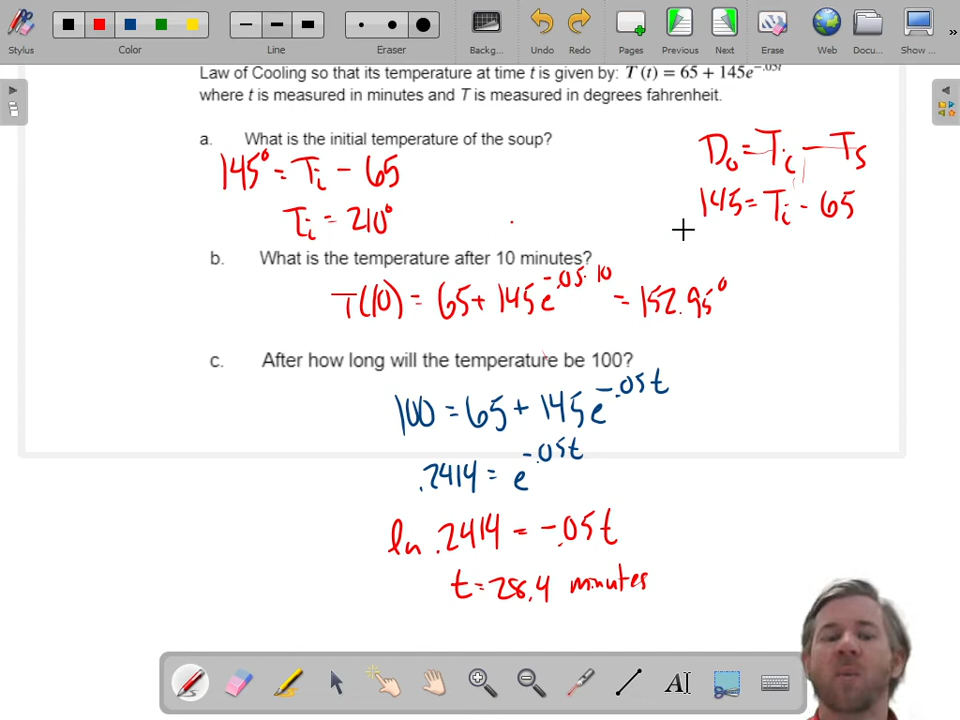 Stylus
Color
Line
Eraser
Backg...
Undo
Redo
Pages
Previous
Next
Erase
Web
Docu...
Show ...
»
Law of Cooling so that its temperature at time t is given by: T (t) = 65 + 145e^−.05t
where t is measured in minutes and T is measured in degrees fahrenheit.
a. What is the initial temperature of the soup?
D₀ = Tᵢ − Tₛ
145° = Tᵢ − 65
145 = Tᵢ − 65
Tᵢ = 210°
b. What is the temperature after 10 minutes?
T(10) = 65 + 145e^−.05·10 = 152.95°
c. After how long will the temperature be 100?
100 = 65 + 145e^−.05t
.2414 = e^−.05t
ln .2414 = −.05t
t = 28.4 minutes
A